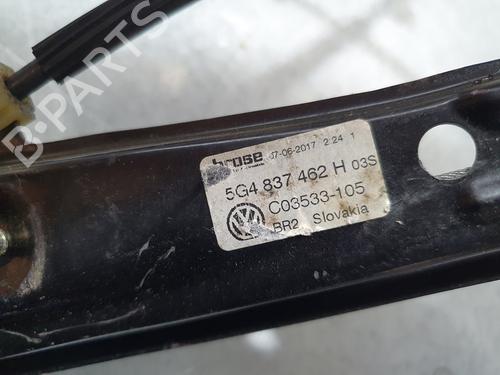 brose 07-06-2017 2:24 1
5G4 837 462 H 03S
C03533-105
BR2 Slovakia
B-PARTS